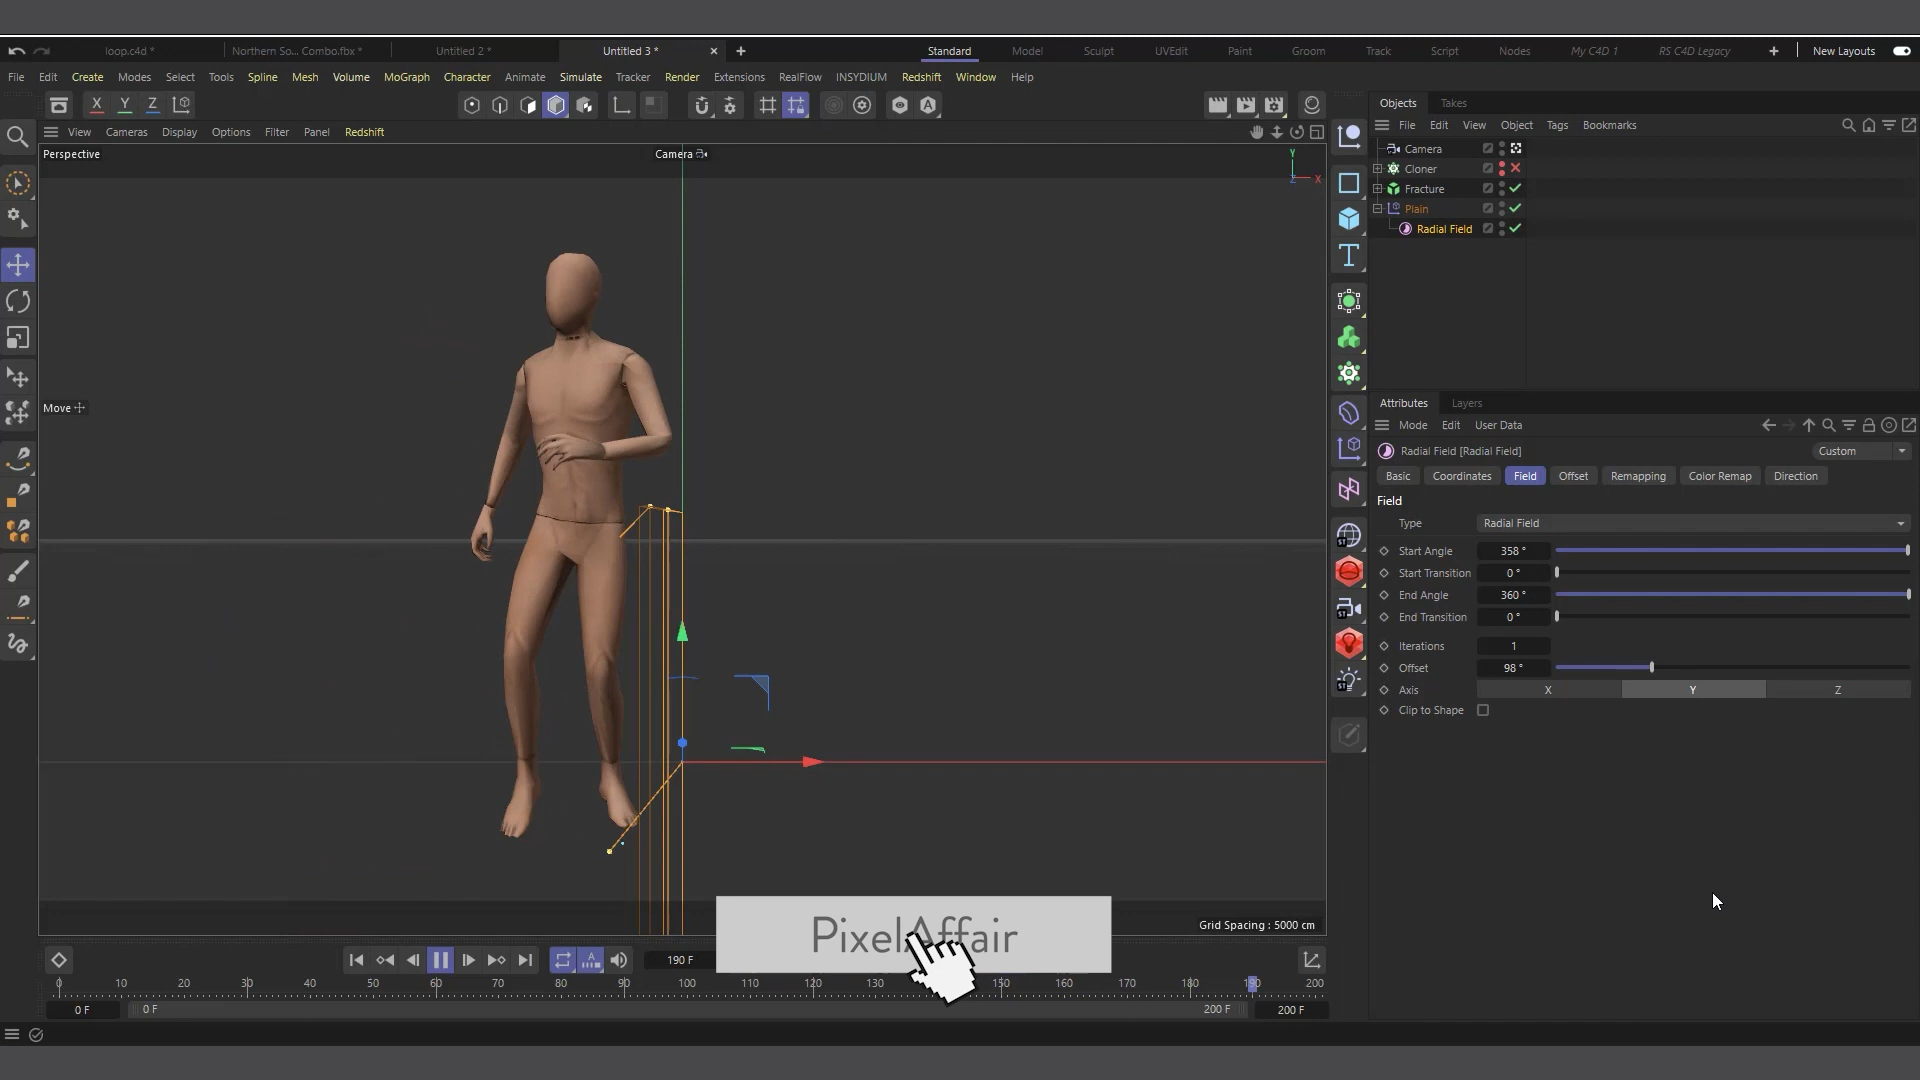 loop.c4d *
Northern So... Combo.fbx *
Untitled 2 *
Untitled 3 *
Standard
Model
Sculpt
UVEdit
Paint
Groom
Track
Script
Nodes
My C4D 1
RS C4D Legacy
New Layouts
File Edit Create Modes Select Tools Spline Mesh Volume MoGraph Character Animate Simulate Tracker Render Extensions RealFlow INSYDIUM Redshift Window Help
X Y Z
Objects Takes
View Cameras Display Options Filter Panel Redshift
File Edit View Object Tags Bookmarks
Perspective
Camera
Y
Z
X
Camera
Cloner
Fracture
Plain
Radial Field
Move
Attributes Layers
Mode Edit User Data
Radial Field [Radial Field]
Custom
Basic Coordinates Field Offset Remapping Color Remap Direction
Field
Type Radial Field
Start Angle 358 °
Start Transition 0 °
End Angle 360 °
End Transition 0 °
Iterations 1
Offset 98 °
Axis X Y Z
Clip to Shape
Grid Spacing : 5000 cm
PixelAffair
A
190 F
0 10 20 30 40 50 60 70 80 90 100 110 120 130 150 160 170 180 190 200
0 F 0 F 200 F 200 F